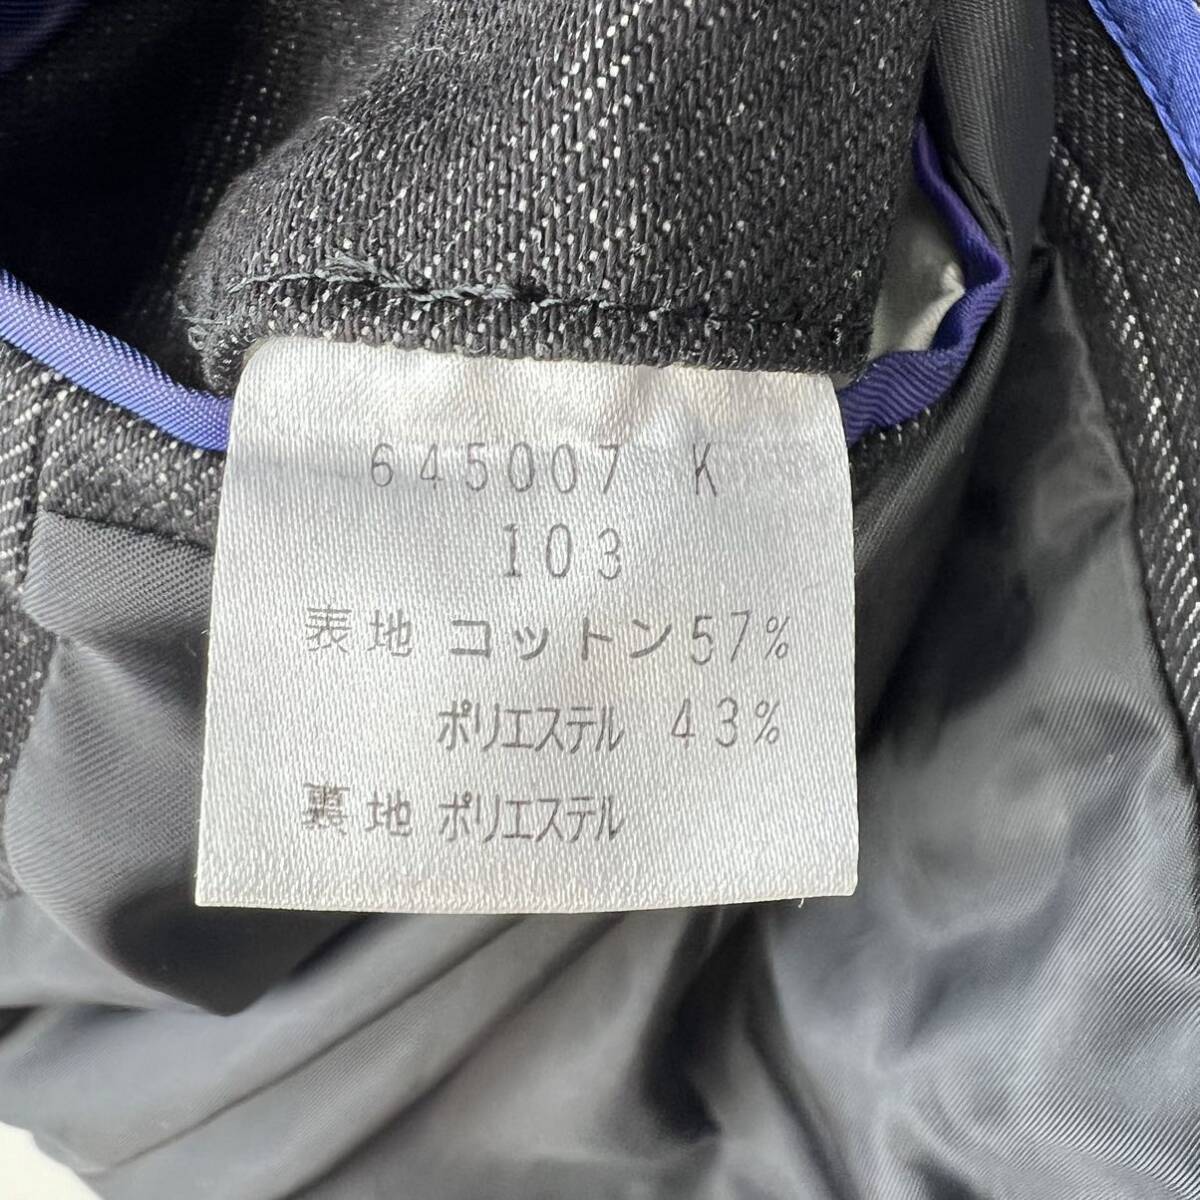 645007 K
103
表地 コットン57%
ポリエステル 43%
裏地 ポリエステル